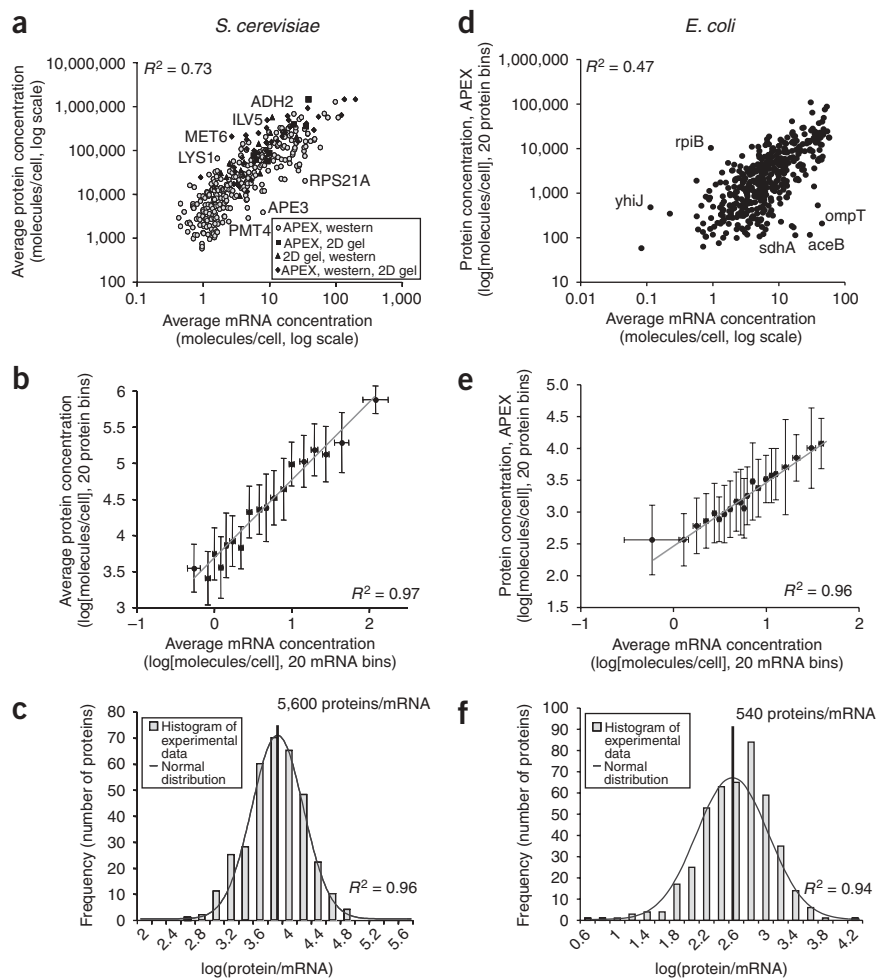 a
S. cerevisiae
R² = 0.73
Average protein concentration
(molecules/cell, log scale)
10,000,000
1,000,000
100,000
10,000
1,000
100
ADH2
ILV5
MET6
LYS1
RPS21A
APE3
PMT4
APEX, western
APEX, 2D gel
2D gel, western
APEX, western, 2D gel
0.1
1
10
100
1,000
Average mRNA concentration
(molecules/cell, log scale)
d
E. coli
R² = 0.47
Protein concentration, APEX
(log[molecules/cell], 20 protein bins)
1,000,000
100,000
10,000
1,000
100
10
rpiB
yhiJ
ompT
sdhA
aceB
0.01
0.1
1
10
100
Average mRNA concentration
(molecules/cell, log scale)
b
Average protein concentration
(log[molecules/cell], 20 protein bins)
6
5.5
5
4.5
4
3.5
3
R² = 0.97
–1
0
1
2
Average mRNA concentration
(log[molecules/cell], 20 mRNA bins)
e
Protein concentration, APEX
(log[molecules/cell], 20 protein bins)
5.0
4.5
4.0
3.5
3.0
2.5
2.0
1.5
R² = 0.96
–1
0
1
2
Average mRNA concentration
(log[molecules/cell], 20 mRNA bins)
c
5,600 proteins/mRNA
Frequency (number of proteins)
80
70
60
50
40
30
20
10
0
Histogram of
experimental
data
Normal
distribution
R² = 0.96
2
2.4
2.8
3.2
3.6
4
4.4
4.8
5.2
5.6
log(protein/mRNA)
f
540 proteins/mRNA
Frequency (number of proteins)
100
90
80
70
60
50
40
30
20
10
0
Histogram of
experimental
data
Normal
distribution
R² = 0.94
0.6
1
1.4
1.8
2.2
2.6
3
3.4
3.8
4.2
log(protein/mRNA)